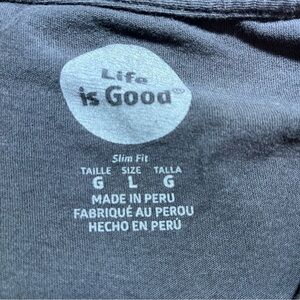 Life
is Good®
Slim Fit
TAILLE SIZE TALLA
G L G
MADE IN PERU
FABRIQUÉ AU PEROU
HECHO EN PERÚ